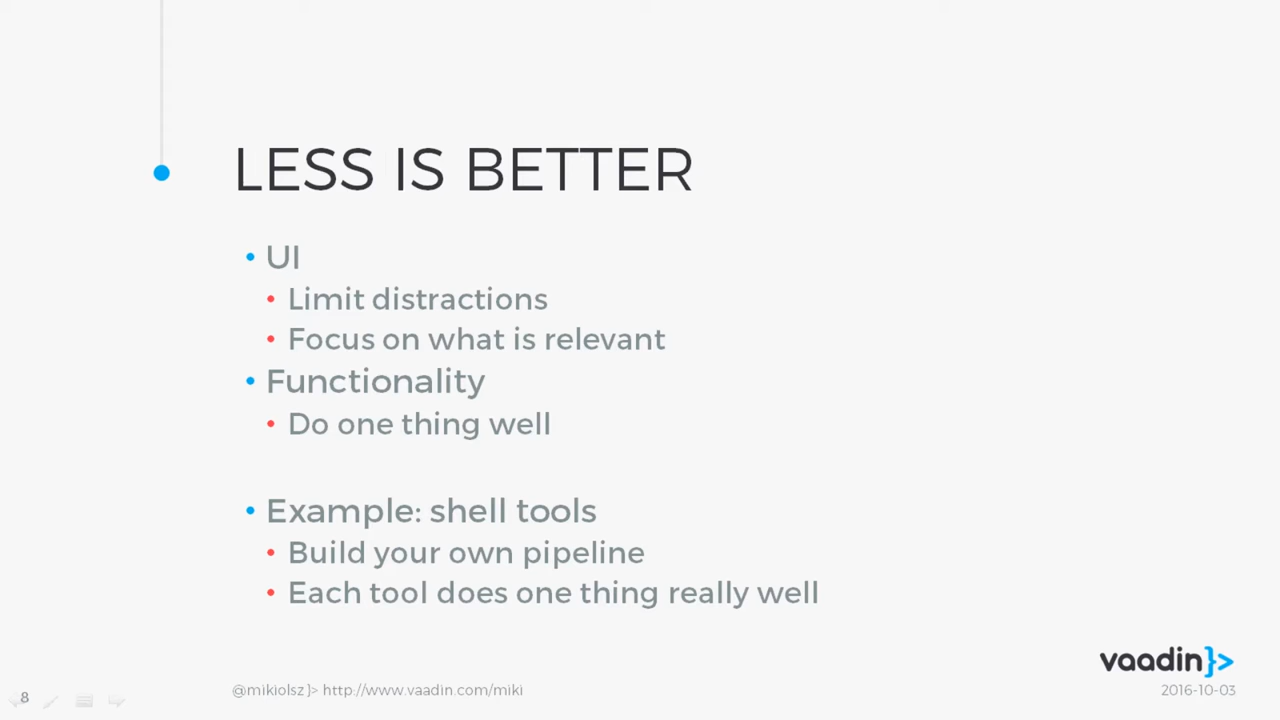 LESS IS BETTER
• UI
• Limit distractions
• Focus on what is relevant
• Functionality
• Do one thing well
• Example: shell tools
• Build your own pipeline
• Each tool does one thing really well
vaadin}>
8
@mikiolsz }> http://www.vaadin.com/miki
2016-10-03